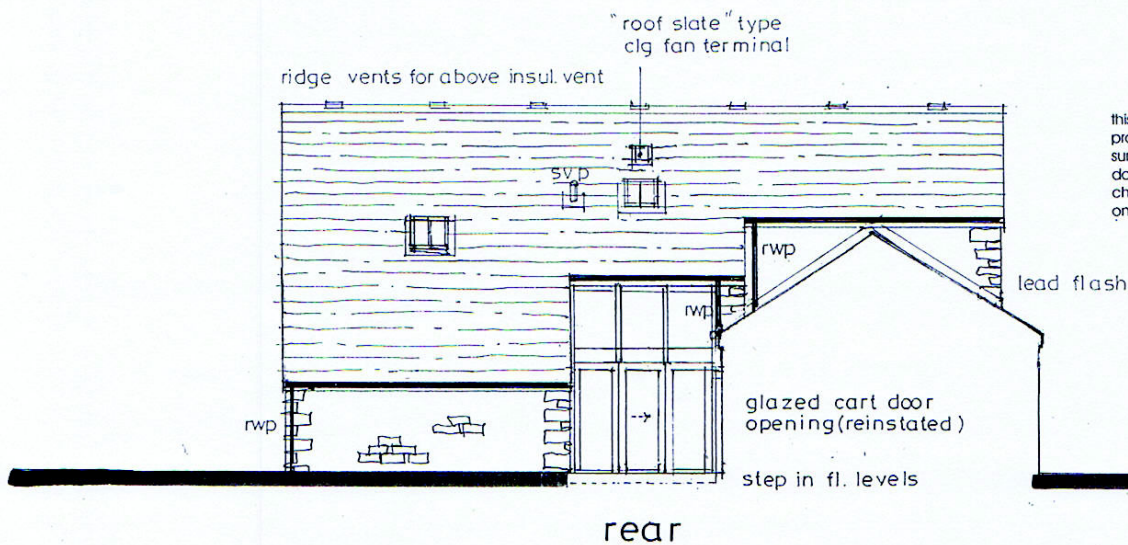 "roof slate" type
clg fan terminal
ridge vents for above insul. vent
svp
rwp
lead flash
rwp
glazed cart door
opening (reinstated)
rwp
step in fl. levels
rear